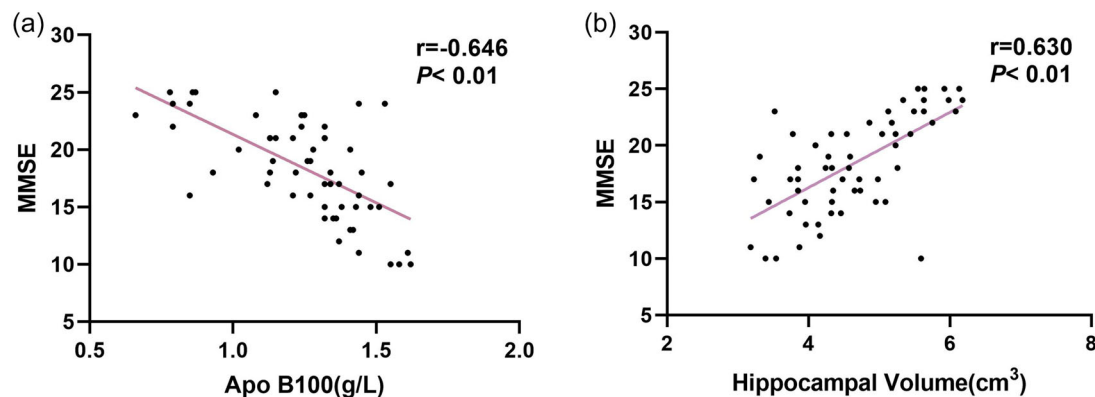 (a)
r=-0.646
P< 0.01
MMSE
30
25
20
15
10
5
0.5 1.0 1.5 2.0
Apo B100(g/L)
(b)
r=0.630
P< 0.01
MMSE
30
25
20
15
10
5
2 4 6 8
Hippocampal Volume(cm³)